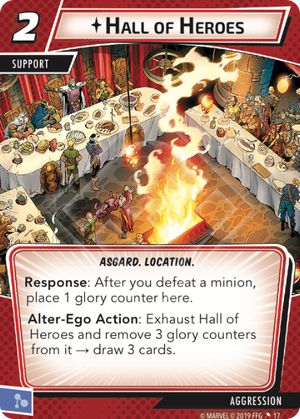 2
HALL OF HEROES
SUPPORT
ASGARD. LOCATION.
Response: After you defeat a minion,
place 1 glory counter here.
Alter-Ego Action: Exhaust Hall of
Heroes and remove 3 glory counters
from it → draw 3 cards.
AGGRESSION
© MARVEL © 2019 FFG 17